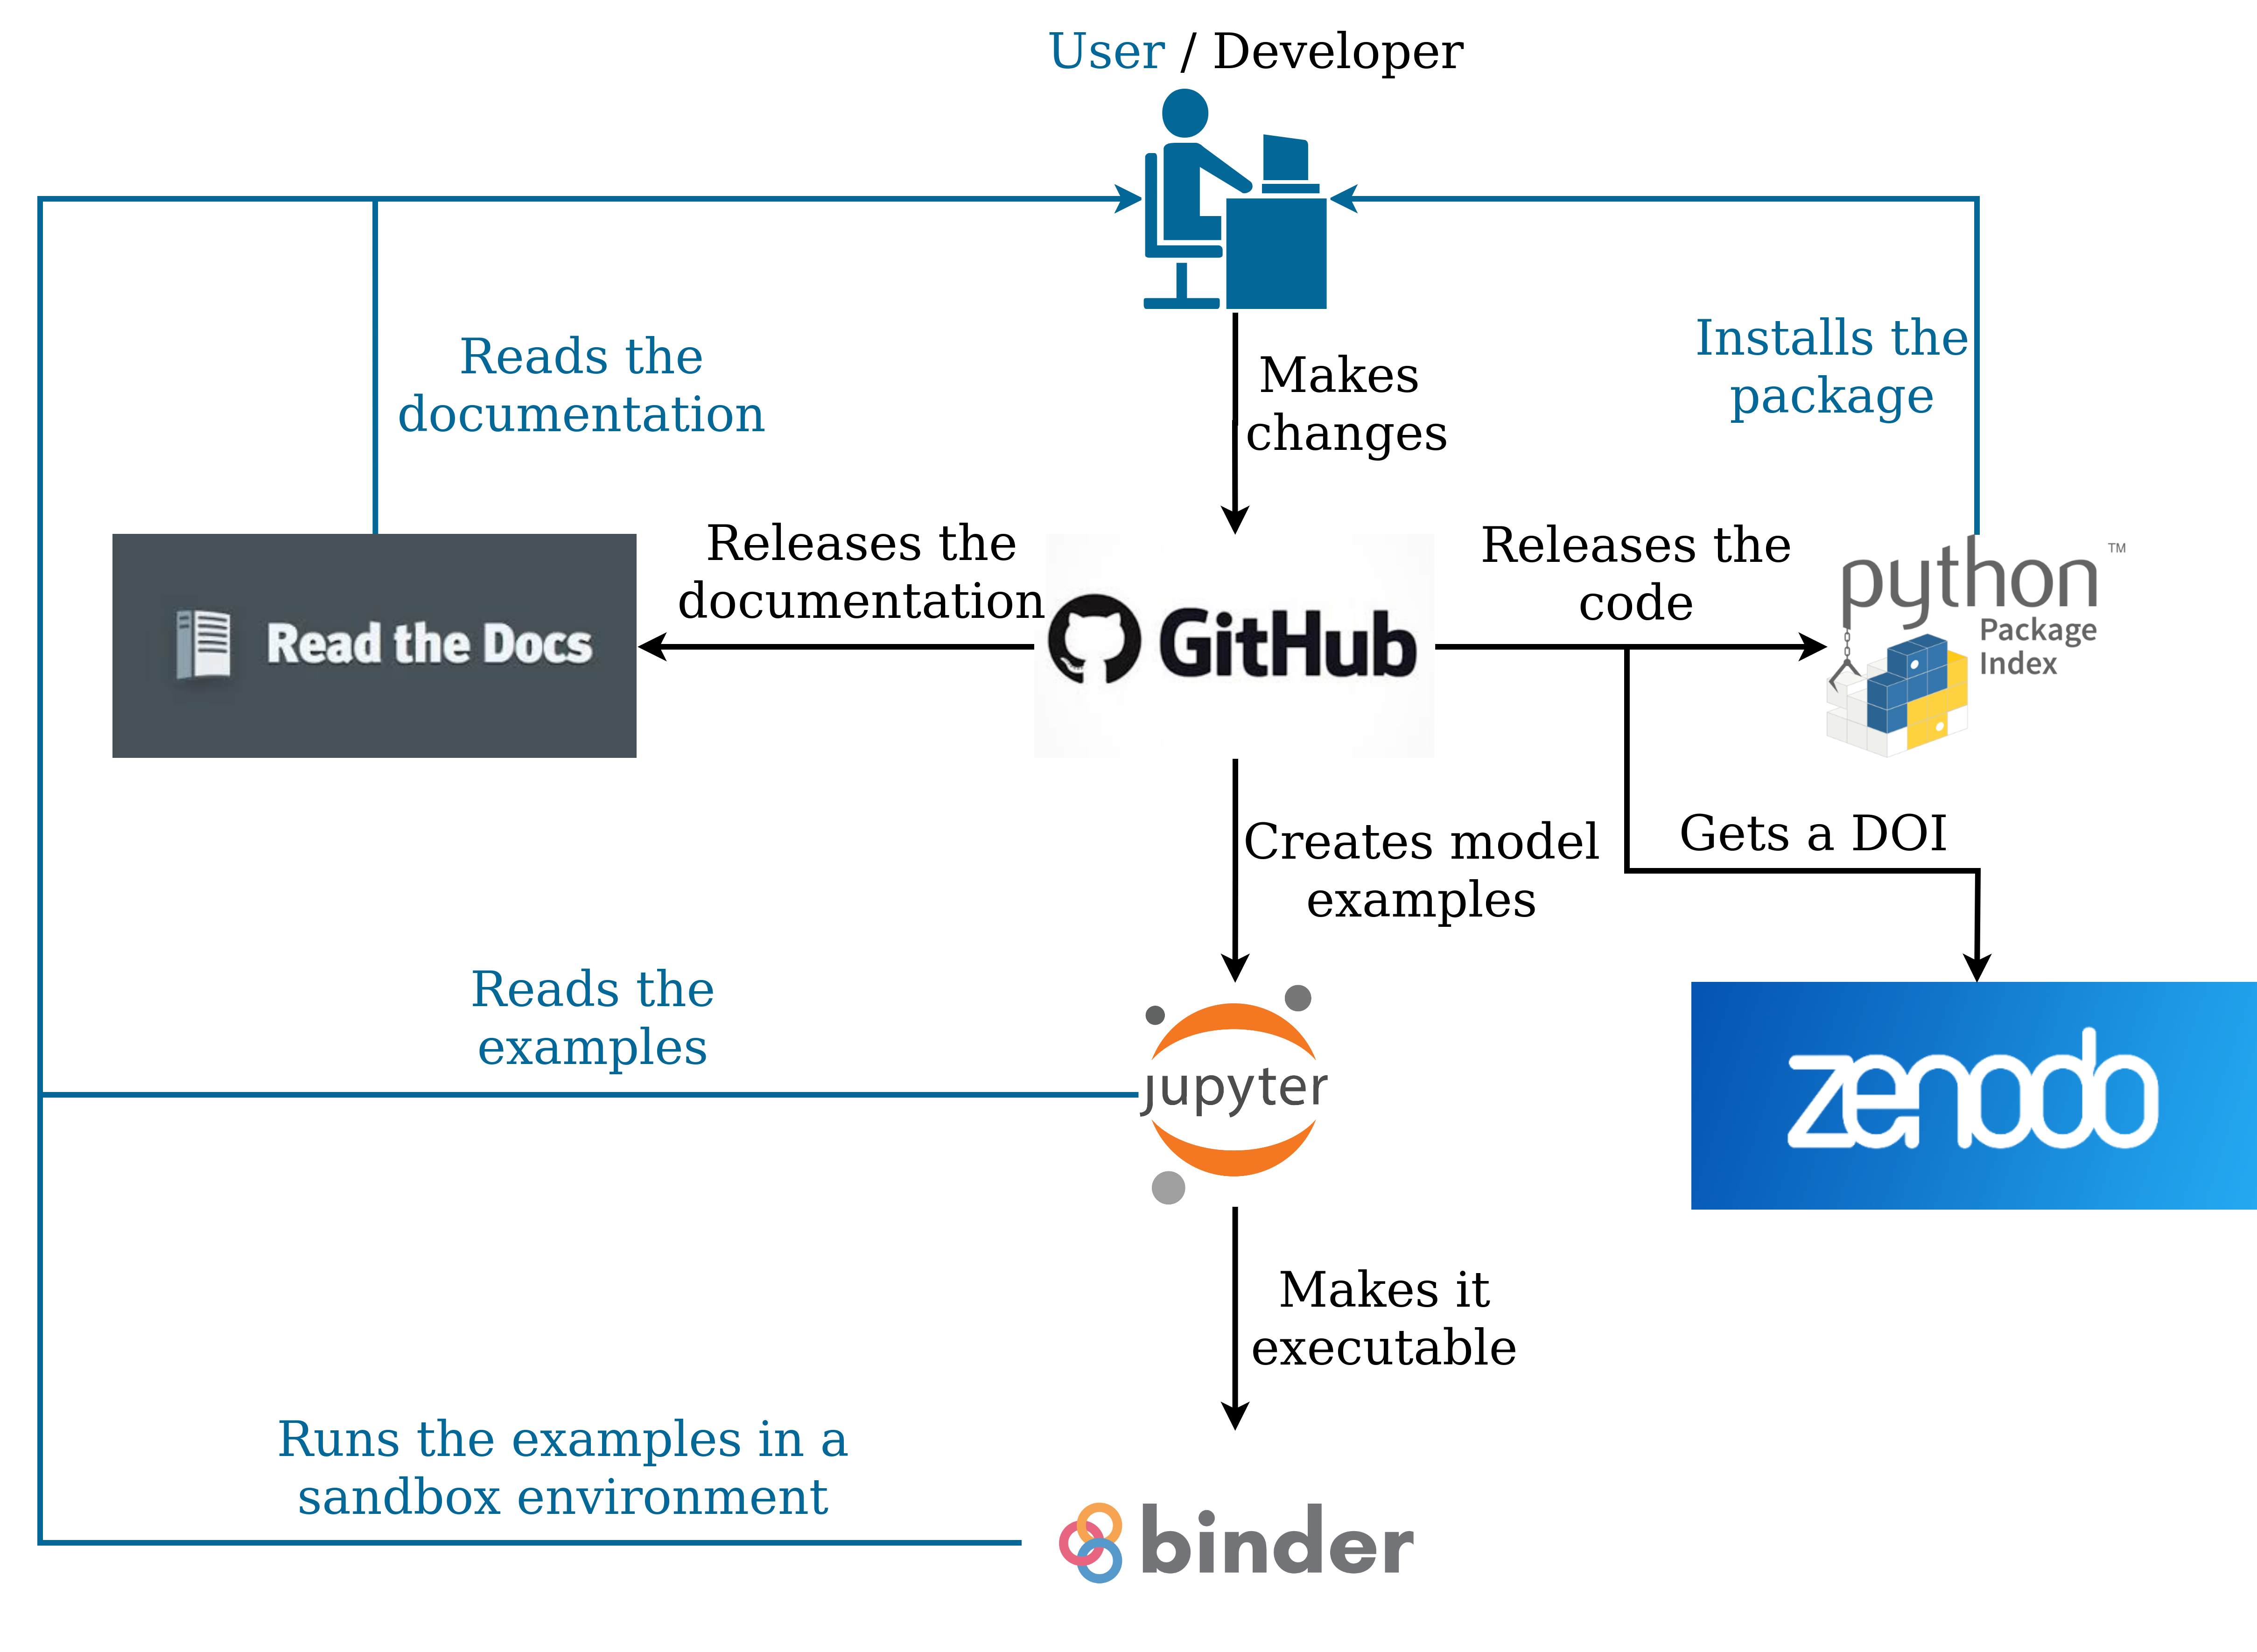 User / Developer
Makes
changes
Reads the
documentation
Installs the
package
Releases the
documentation
Releases the
code
Read the Docs
GitHub
python TM
Package
Index
Gets a DOI
Creates model
examples
Reads the
examples
jupyter
zenodo
Makes it
executable
Runs the examples in a
sandbox environment
binder